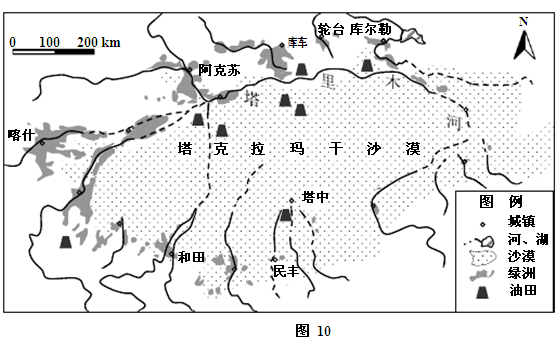 轮台 库尔勒
N
0 100 200 km
库车
阿克苏
塔 里 木 河
喀什
塔 克 拉 玛 干 沙 漠
塔中
和田
民丰
图 例
城镇
河、湖
沙漠
绿洲
油田
图 10